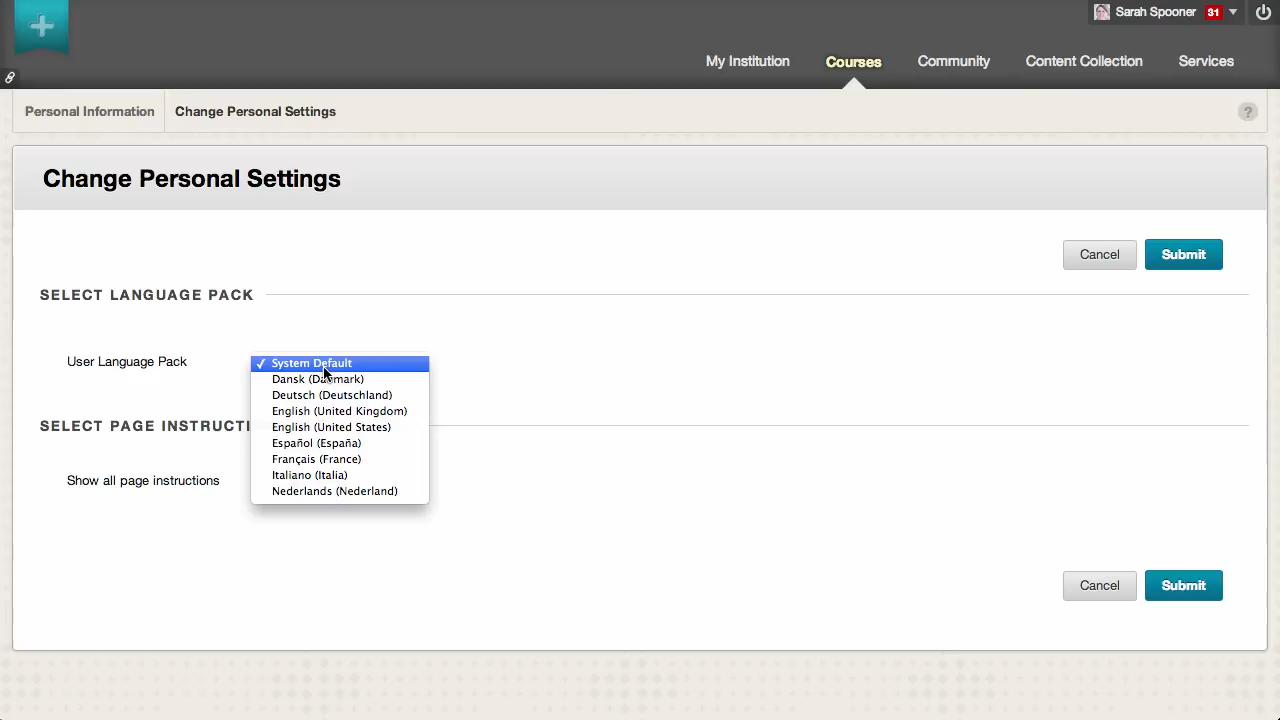 Sarah Spooner 31
My Institution Courses Community Content Collection Services
Personal Information Change Personal Settings ?
Change Personal Settings
Cancel Submit
SELECT LANGUAGE PACK
User Language Pack
✓ System Default
Dansk (Danmark)
Deutsch (Deutschland)
English (United Kingdom)
English (United States)
SELECT PAGE INSTRUCTI
Español (España)
Français (France)
Italiano (Italia)
Show all page instructions
Nederlands (Nederland)
Cancel Submit